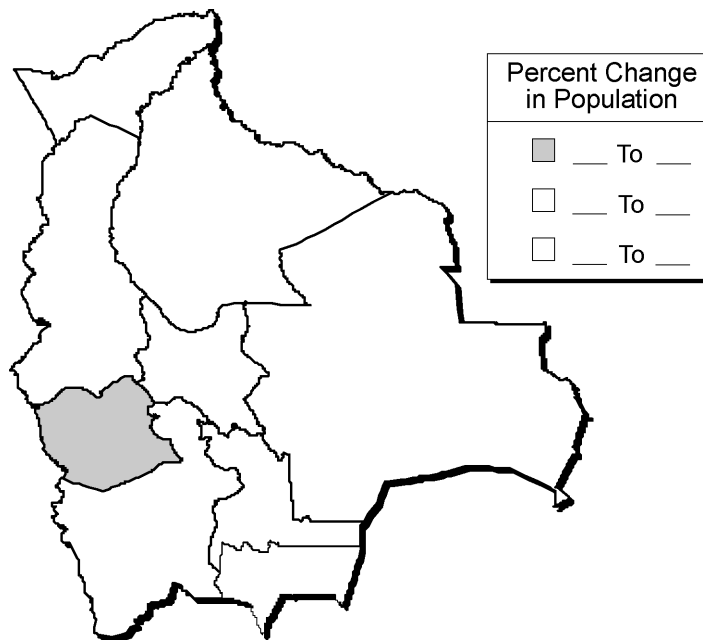 Percent Change
in Population
___ To ___
___ To ___
___ To ___